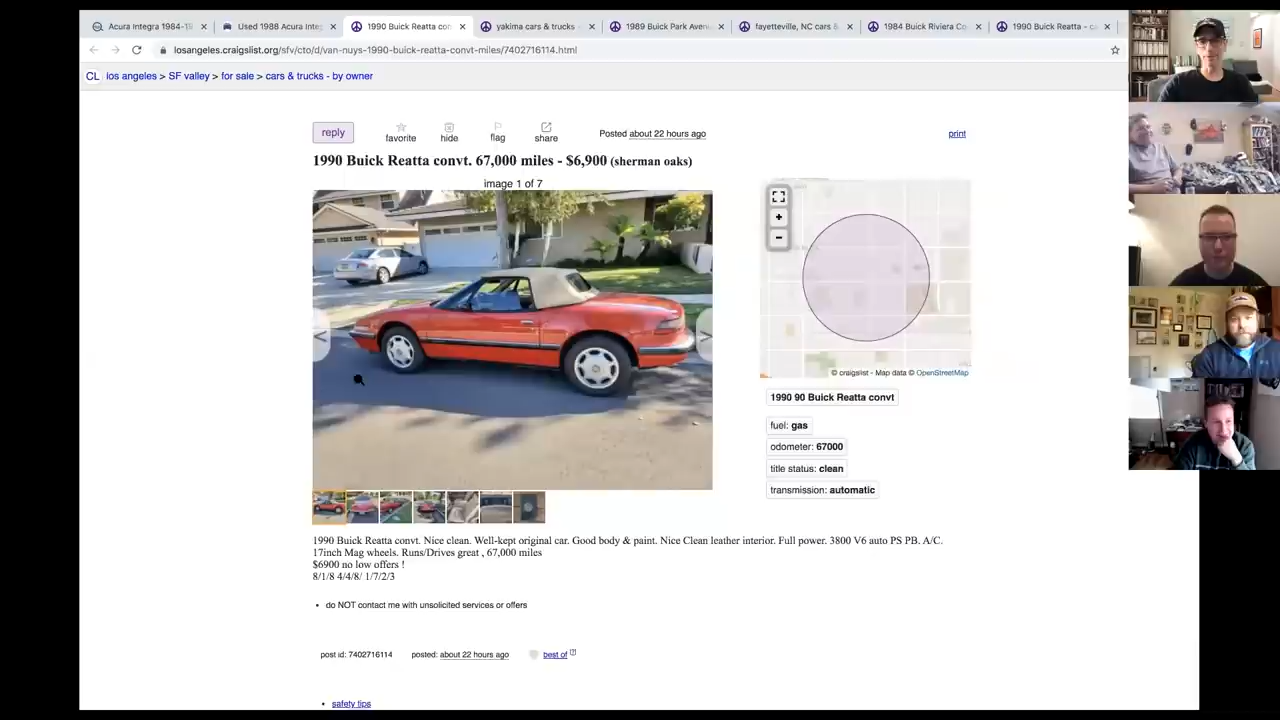 Acura Integra 1984-19
Used 1988 Acura Integ
1990 Buick Reatta con
yakima cars & trucks -
1989 Buick Park Aven
fayetteville, NC cars &
1984 Buick Riviera Co
1990 Buick Reatta - ca
losangeles.craigslist.org/sfv/cto/d/van-nuys-1990-buick-reatta-convt-miles/7402716114.html
CL los angeles > SF valley > for sale > cars & trucks - by owner
reply favorite hide flag share Posted about 22 hours ago print
1990 Buick Reatta convt. 67,000 miles - $6,900 (sherman oaks)
image 1 of 7
< >
+
−
© craigslist - Map data © OpenStreetMap
1990 90 Buick Reatta convt
fuel: gas
odometer: 67000
title status: clean
transmission: automatic
1990 Buick Reatta convt. Nice clean. Well-kept original car. Good body & paint. Nice Clean leather interior. Full power. 3800 V6 auto PS PB. A/C.
17inch Mag wheels. Runs/Drives great , 67,000 miles
$6900 no low offers !
8/1/8 4/4/8/ 1/7/2/3
• do NOT contact me with unsolicited services or offers
post id: 7402716114 posted: about 22 hours ago best of [?]
• safety tips